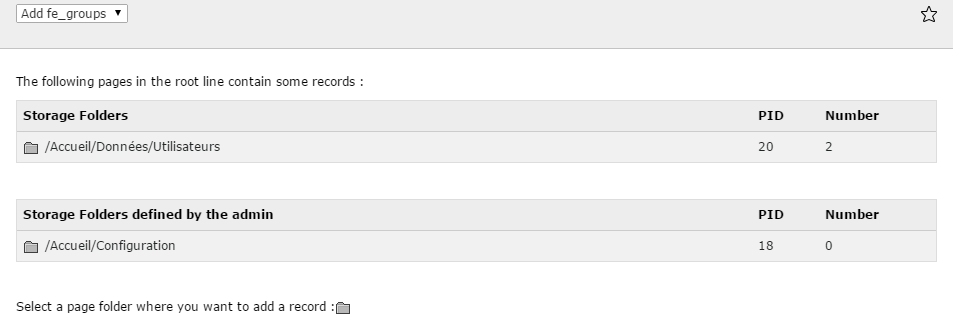 Add fe_groups
The following pages in the root line contain some records :
Storage Folders PID Number
/Accueil/Données/Utilisateurs 20 2
Storage Folders defined by the admin PID Number
/Accueil/Configuration 18 0
Select a page folder where you want to add a record :